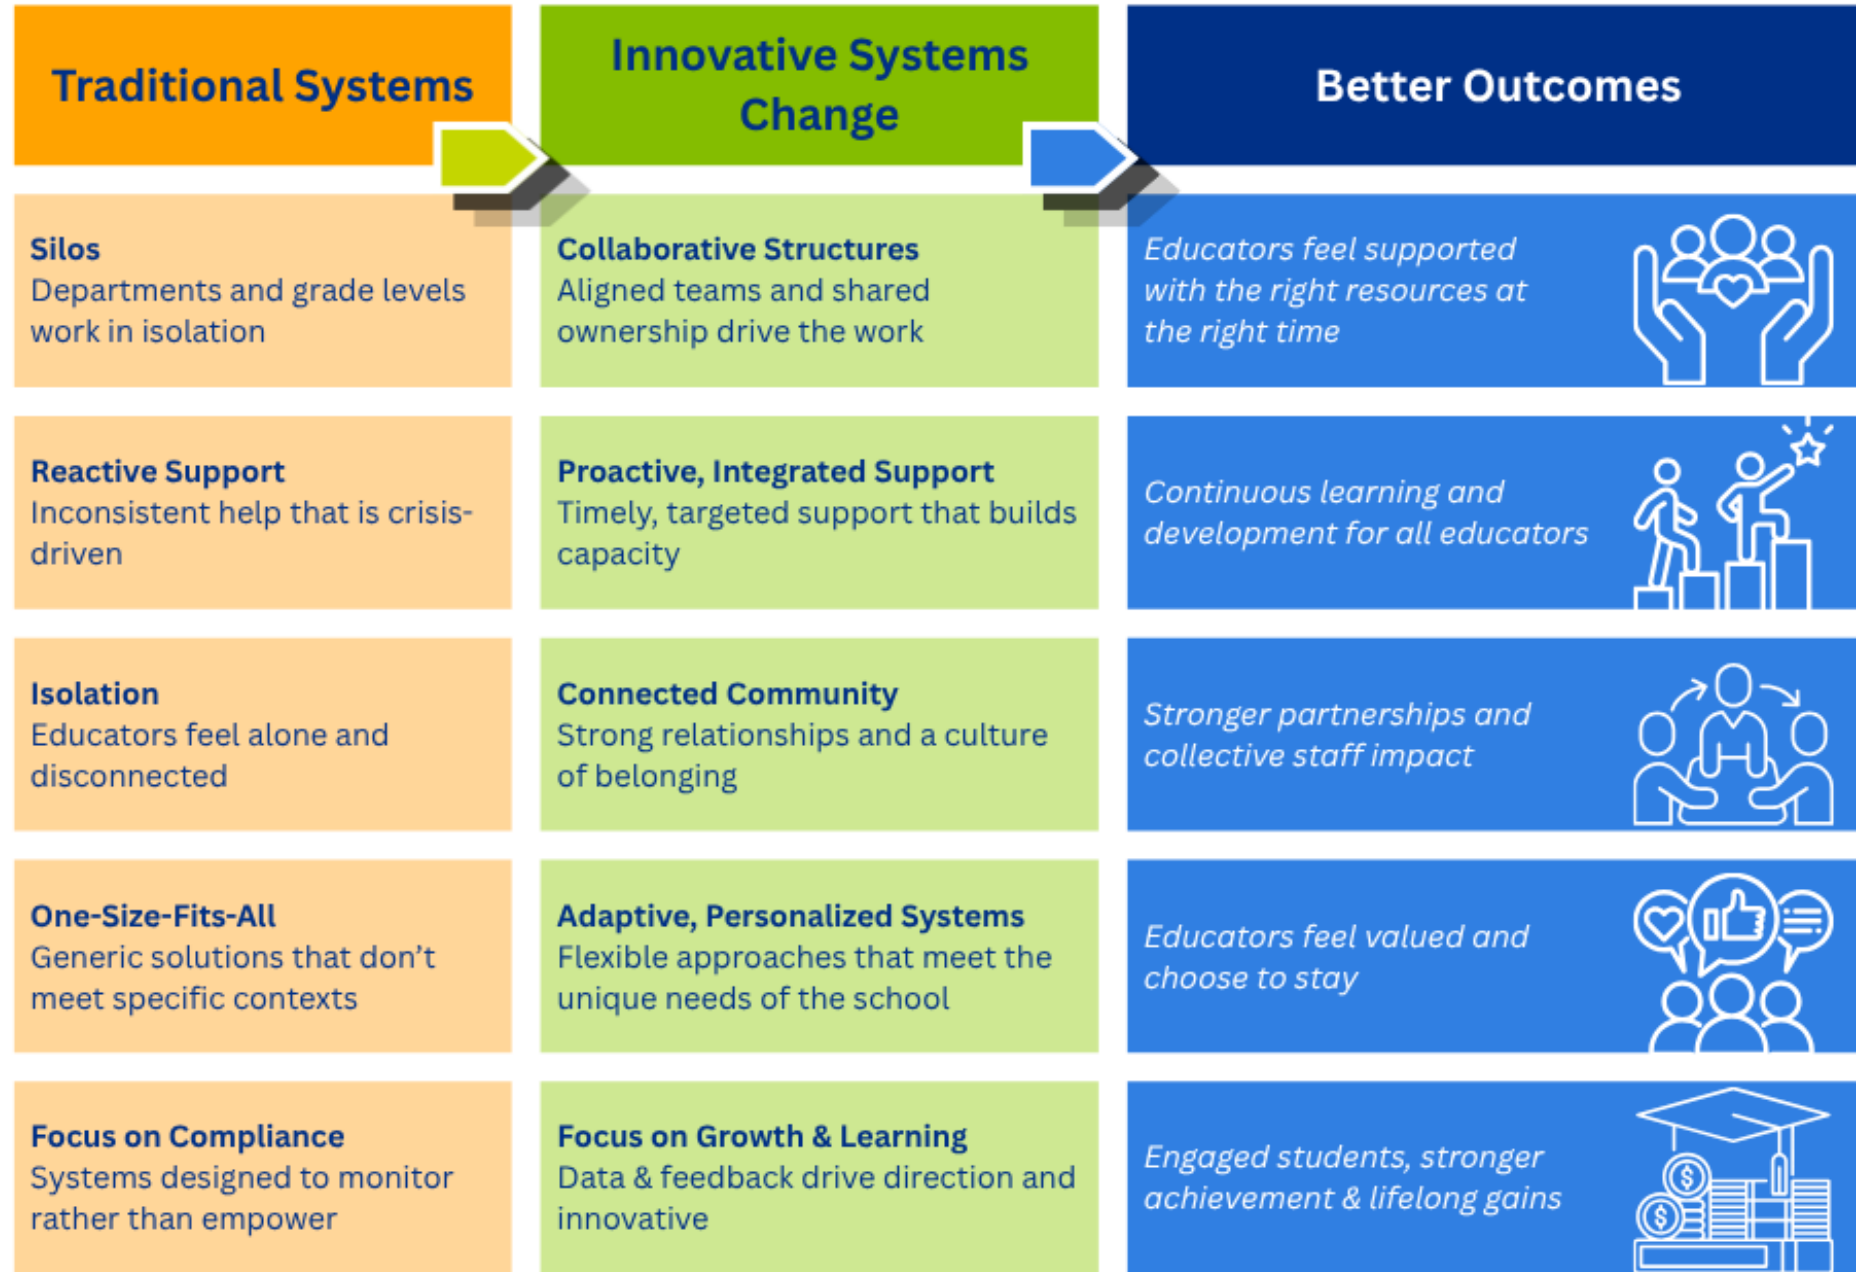 Traditional Systems
Innovative Systems
Change
Better Outcomes
Silos
Departments and grade levels
work in isolation
Collaborative Structures
Aligned teams and shared
ownership drive the work
Educators feel supported
with the right resources at
the right time
Reactive Support
Inconsistent help that is crisis-
driven
Proactive, Integrated Support
Timely, targeted support that builds
capacity
Continuous learning and
development for all educators
Isolation
Educators feel alone and
disconnected
Connected Community
Strong relationships and a culture
of belonging
Stronger partnerships and
collective staff impact
One-Size-Fits-All
Generic solutions that don’t
meet specific contexts
Adaptive, Personalized Systems
Flexible approaches that meet the
unique needs of the school
Educators feel valued and
choose to stay
Focus on Compliance
Systems designed to monitor
rather than empower
Focus on Growth & Learning
Data & feedback drive direction and
innovative
Engaged students, stronger
achievement & lifelong gains
$
$